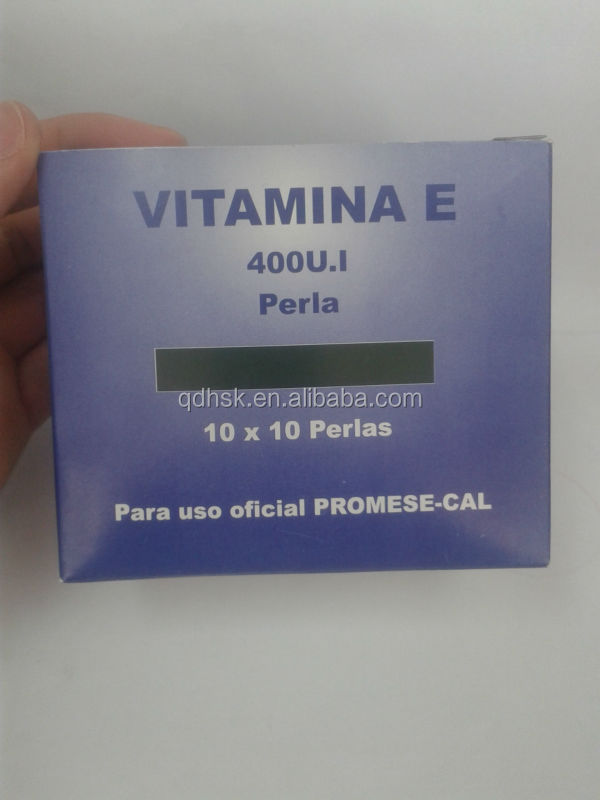 VITAMINA E
400U.I
Perla
qdhsk.en.alibaba.com
10 x 10 Perlas
Para uso oficial PROMESE-CAL